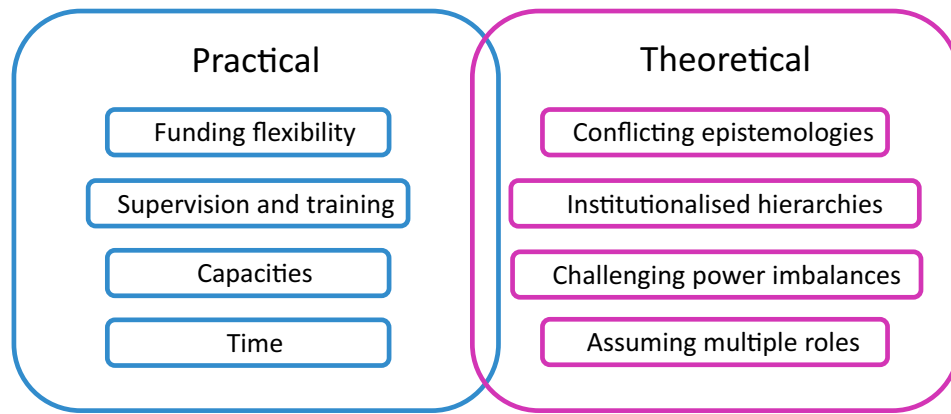 Practical
Funding flexibility
Supervision and training
Capacities
Time
Theoretical
Conflicting epistemologies
Institutionalised hierarchies
Challenging power imbalances
Assuming multiple roles